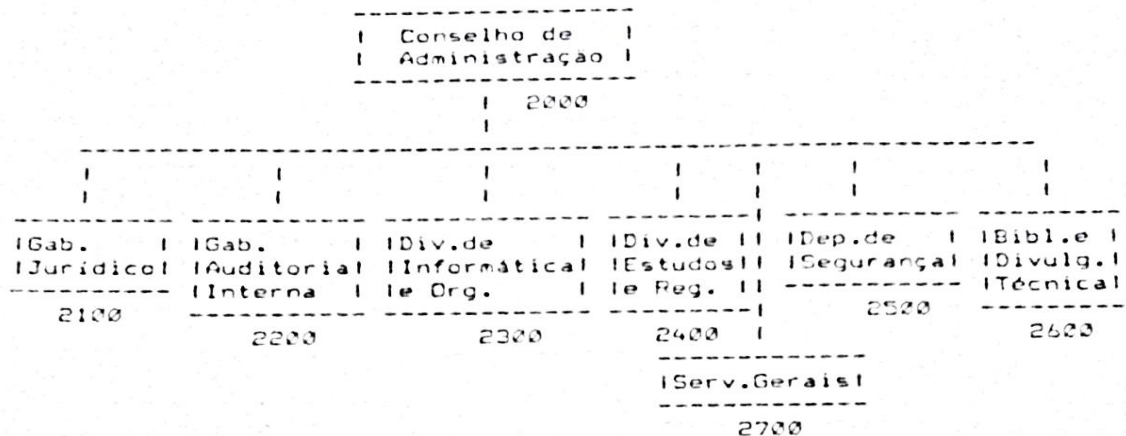 Conselho de
Administração
2000
Gab.
Jurídico
2100
Gab.
Auditoria
Interna
2200
Div.de
Informática
e Org.
2300
Div.de
Estudos
e Reg.
2400
Dep.de
Segurança
2500
Bibl.e
Divulg.
Técnica
2600
Serv.Gerais
2700